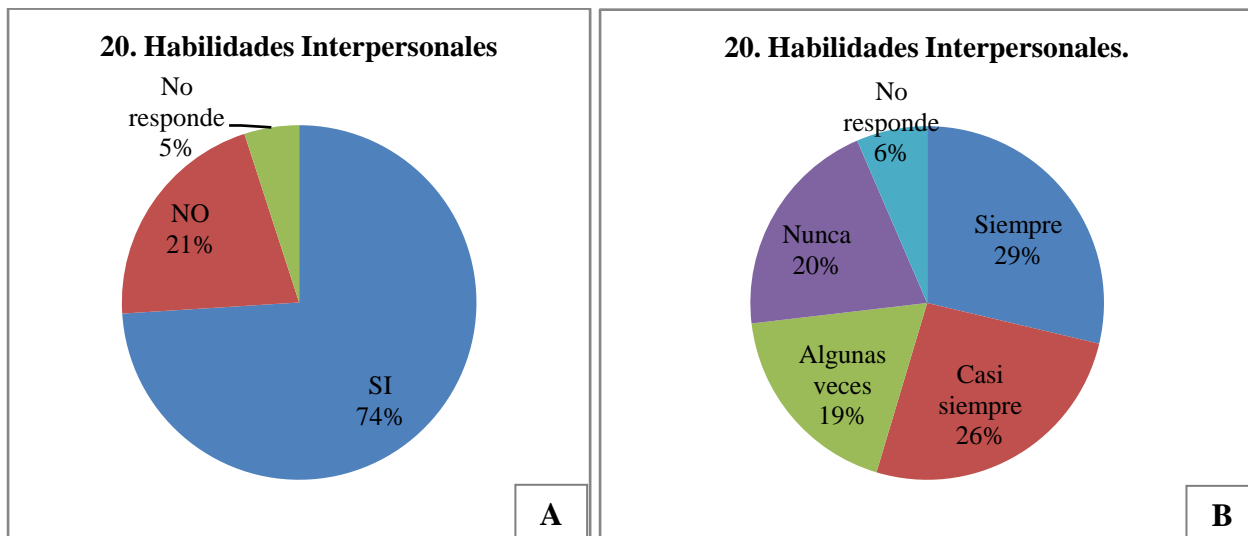 20. Habilidades Interpersonales
No
responde
5%
NO
21%
SI
74%
A
20. Habilidades Interpersonales.
No
responde
6%
Siempre
29%
Nunca
20%
Algunas
veces
19%
Casi
siempre
26%
B